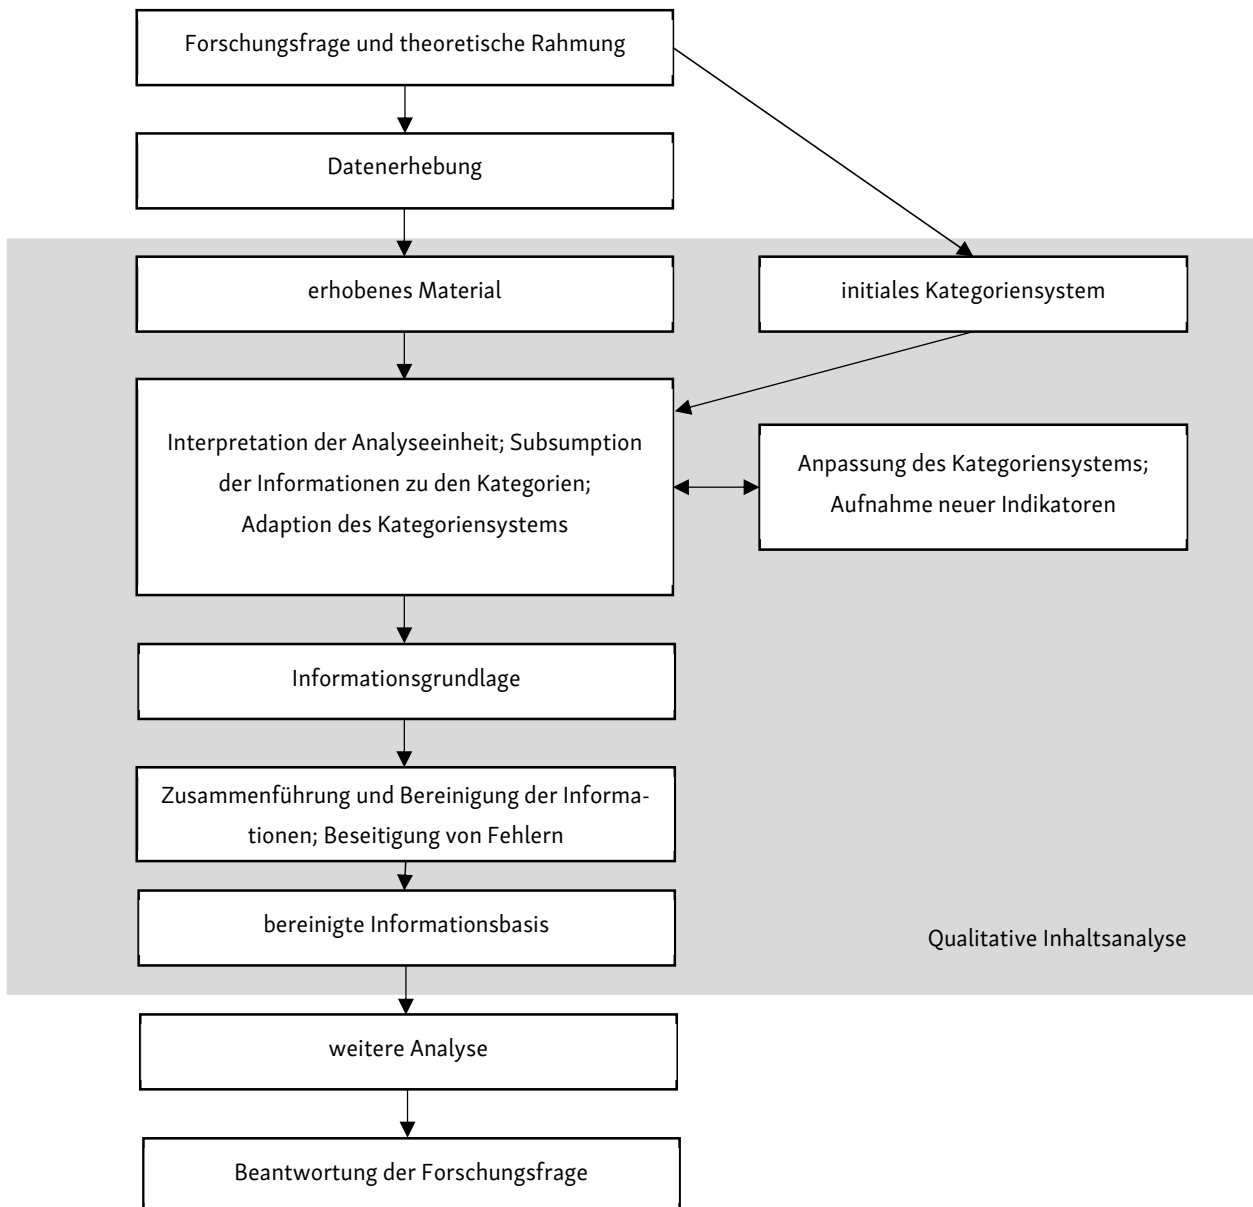 Forschungsfrage und theoretische Rahmung
Datenerhebung
erhobenes Material
initiales Kategoriensystem
Interpretation der Analyseeinheit; Subsumption
der Informationen zu den Kategorien;
Adaption des Kategoriensystems
Anpassung des Kategoriensystems;
Aufnahme neuer Indikatoren
Informationsgrundlage
Zusammenführung und Bereinigung der Informa-
tionen; Beseitigung von Fehlern
bereinigte Informationsbasis
Qualitative Inhaltsanalyse
weitere Analyse
Beantwortung der Forschungsfrage